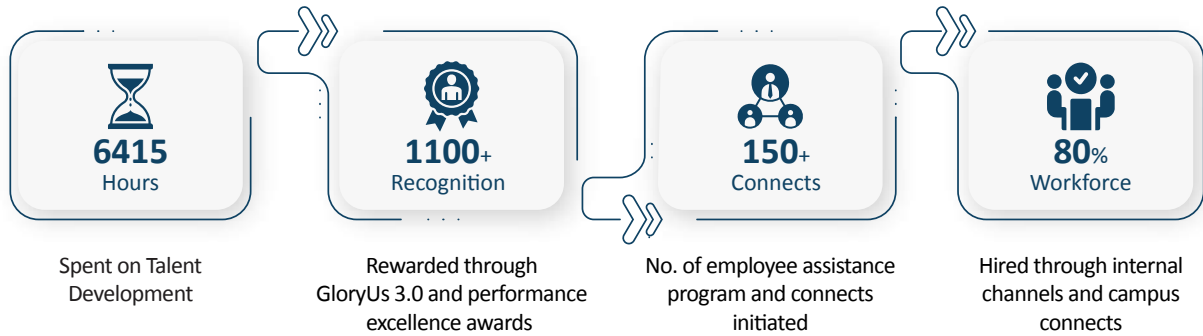 6415
Hours
Spent on Talent
Development
1100+
Recognition
Rewarded through
GloryUs 3.0 and performance
excellence awards
150+
Connects
No. of employee assistance
program and connects
initiated
80%
Workforce
Hired through internal
channels and campus
connects